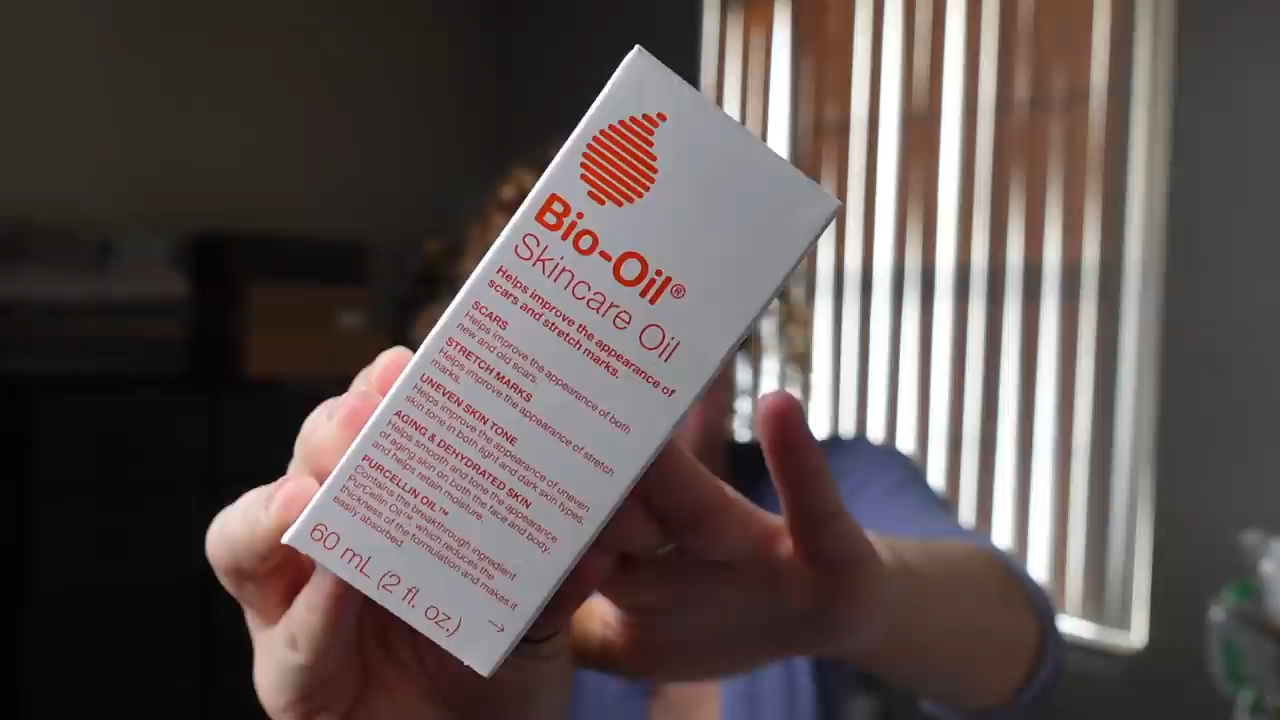 Bio-Oil®
Skincare Oil
Helps improve the appearance of
scars and stretch marks.
SCARS
Helps improve the appearance of both
new and old scars.
STRETCH MARKS
Helps improve the appearance of stretch
marks.
UNEVEN SKIN TONE
Helps improve the appearance of uneven
skin tone in both light and dark skin types.
AGING & DEHYDRATED SKIN
Helps smooth and tone the appearance
of aging skin on both the face and body,
and helps retain moisture.
PURCELLIN OIL™
Contains the breakthrough ingredient
PurCellin Oil™, which reduces the
thickness of the formulation and makes it
easily absorbed.
60 mL (2 fl. oz.)
→